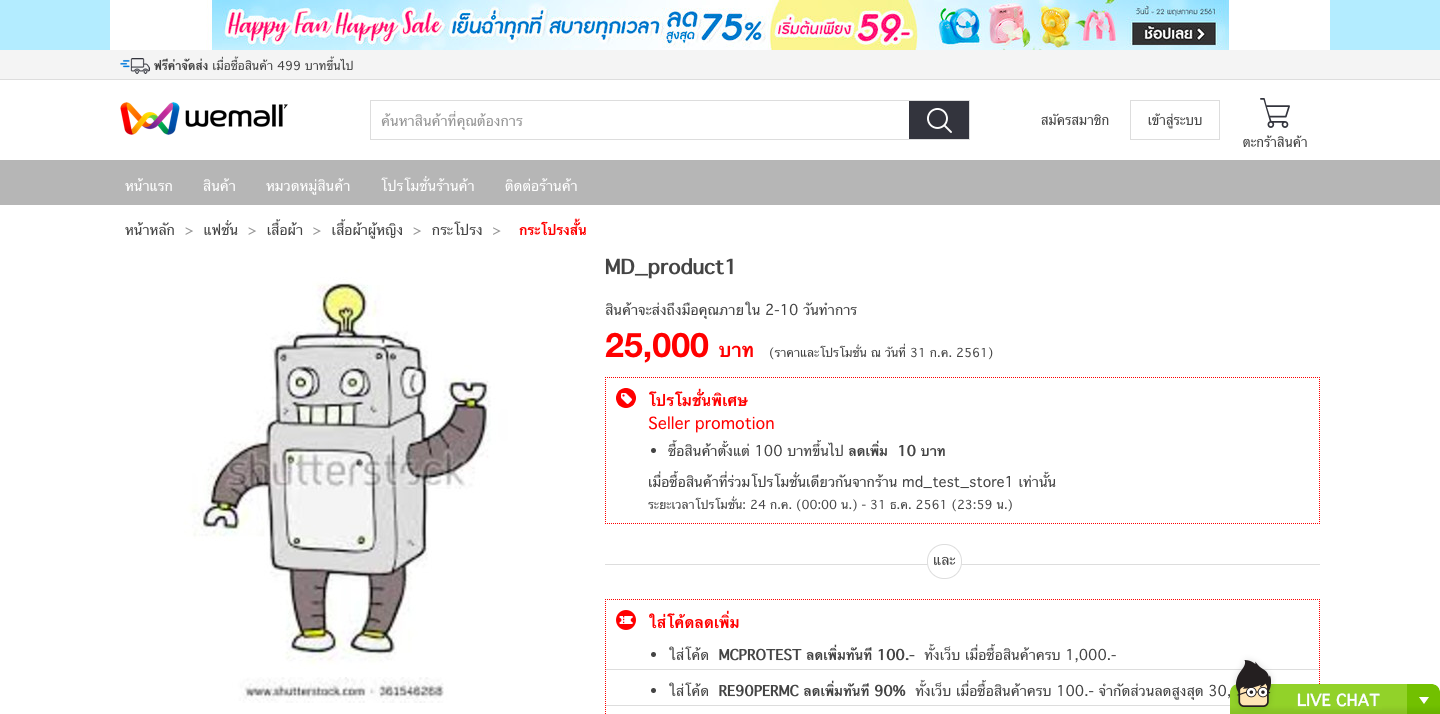 Happy Fan Happy Sale เย็นฉ่ำทุกที่ สบายทุกเวลา ลดสูงสุด 75% เริ่มต้นเพียง 59.- วันนี้ - 22 พฤษภาคม 2561
ช้อปเลย >
ฟรีค่าจัดส่ง เมื่อซื้อสินค้า 499 บาทขึ้นไป
wemall
ค้นหาสินค้าที่คุณต้องการ
สมัครสมาชิก
เข้าสู่ระบบ
ตะกร้าสินค้า
หน้าแรก สินค้า หมวดหมู่สินค้า โปรโมชั่นร้านค้า ติดต่อร้านค้า
หน้าหลัก > แฟชั่น > เสื้อผ้า > เสื้อผ้าผู้หญิง > กระโปรง > กระโปรงสั้น
shutterstock
www.shutterstock.com · 361546268
MD_product1
สินค้าจะส่งถึงมือคุณภายใน 2-10 วันทำการ
25,000 บาท (ราคาและโปรโมชั่น ณ วันที่ 31 ก.ค. 2561)
โปรโมชั่นพิเศษ
Seller promotion
• ซื้อสินค้าตั้งแต่ 100 บาทขึ้นไป ลดเพิ่ม 10 บาท
เมื่อซื้อสินค้าที่ร่วมโปรโมชั่นเดียวกันจากร้าน md_test_store1 เท่านั้น
ระยะเวลาโปรโมชั่น: 24 ก.ค. (00:00 น.) - 31 ธ.ค. 2561 (23:59 น.)
และ
ใส่โค้ดลดเพิ่ม
• ใส่โค้ด MCPROTEST ลดเพิ่มทันที 100.- ทั้งเว็บ เมื่อซื้อสินค้าครบ 1,000.-
• ใส่โค้ด RE90PERMC ลดเพิ่มทันที 90% ทั้งเว็บ เมื่อซื้อสินค้าครบ 100.- จำกัดส่วนลดสูงสุด 30,
LIVE CHAT